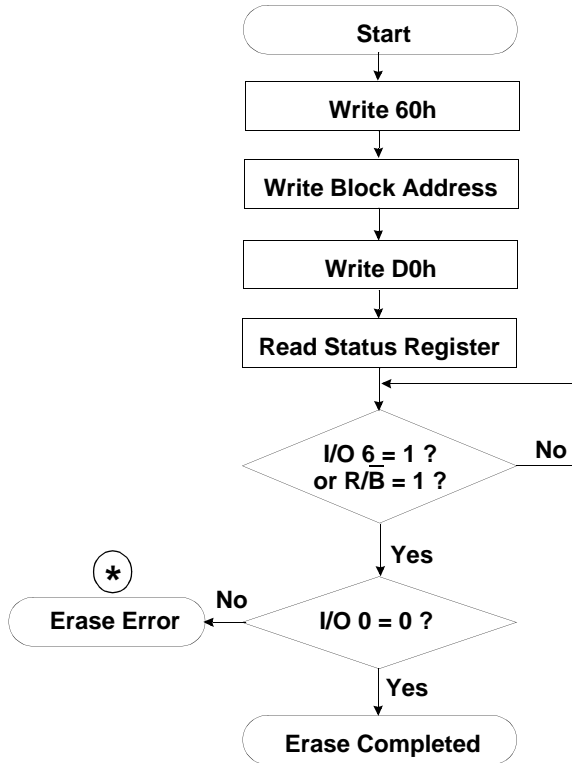 Start
Write 60h
Write Block Address
Write D0h
Read Status Register
I/O 6 = 1 ?
or R/B̅ = 1 ?
No
Yes
*
No
Erase Error
I/O 0 = 0 ?
Yes
Erase Completed